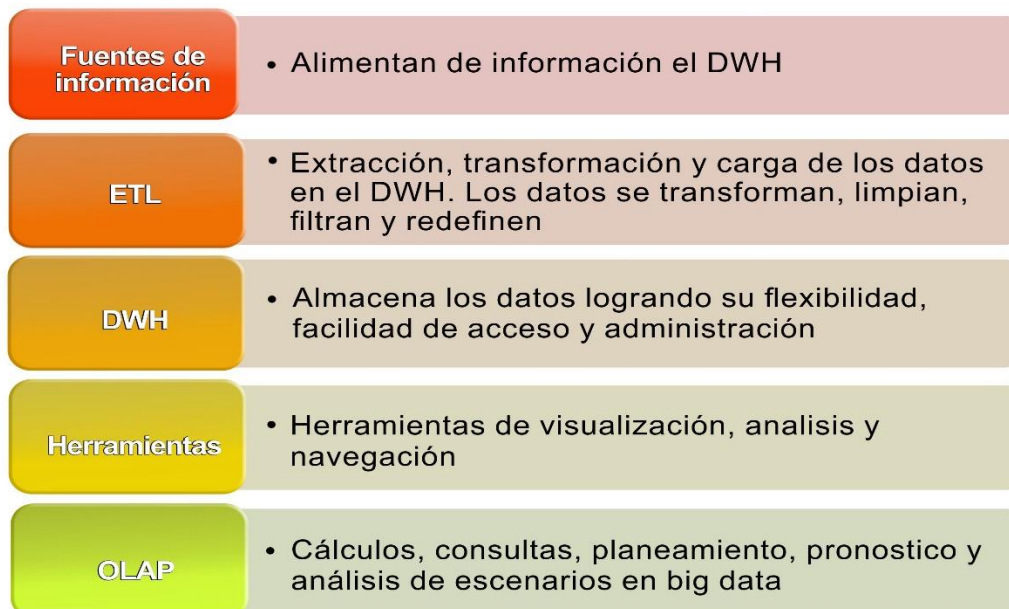 Fuentes de
información
• Alimentan de información el DWH
ETL
• Extracción, transformación y carga de los datos
en el DWH. Los datos se transforman, limpian,
filtran y redefinen
DWH
• Almacena los datos logrando su flexibilidad,
facilidad de acceso y administración
Herramientas
• Herramientas de visualización, analisis y
navegación
OLAP
• Cálculos, consultas, planeamiento, pronostico y
análisis de escenarios en big data